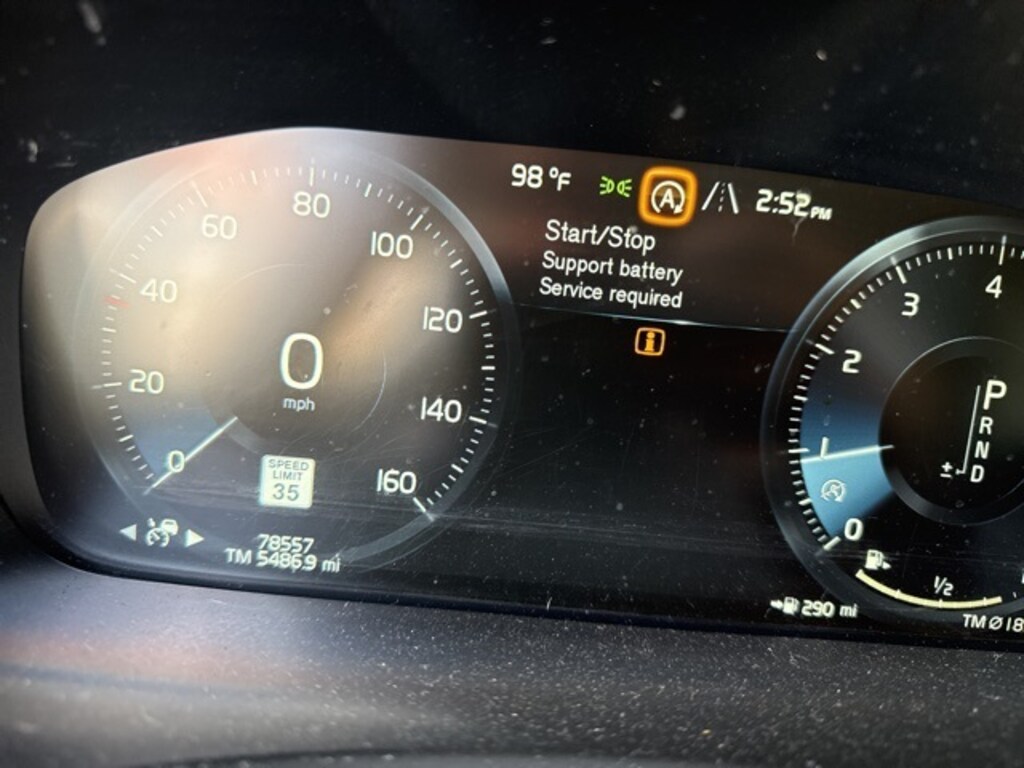 98 °F
A
2:52 PM
Start/Stop
Support battery
Service required
i
0
20
40
60
80
100
120
140
160
0
mph
SPEED
LIMIT
35
78557
TM 5486.9 mi
0
1
2
3
4
P
R
N
D
±
1/2
290 mi
TM Ø 18